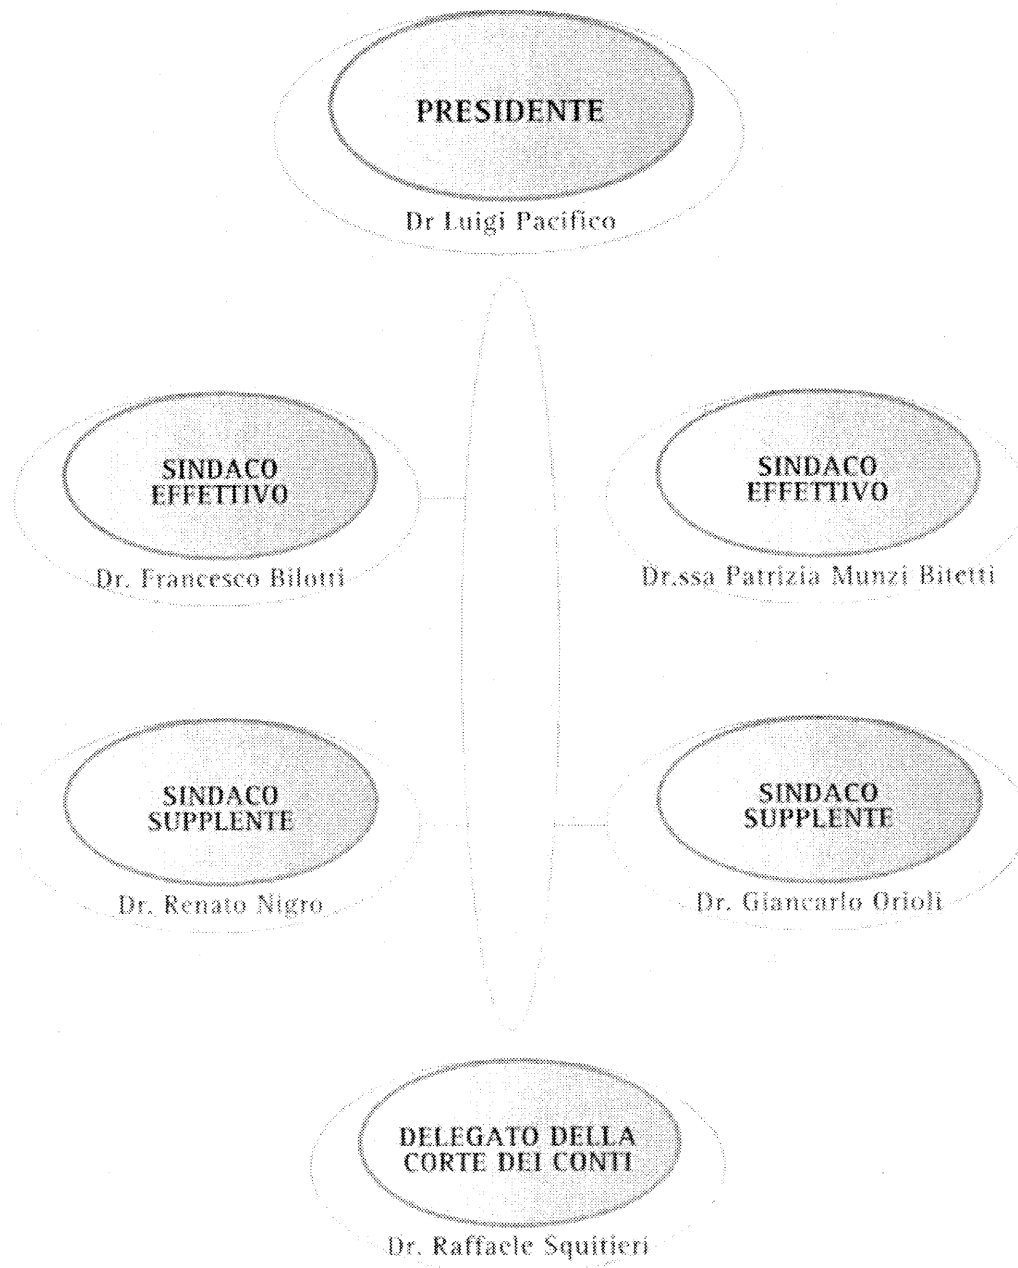 PRESIDENTE
Dr Luigi Pacifico
SINDACO
EFFETTIVO
Dr. Francesco Bilotti
SINDACO
EFFETTIVO
Dr.ssa Patrizia Munzi Bitetti
SINDACO
SUPPLENTE
Dr. Renato Nigro
SINDACO
SUPPLENTE
Dr. Giancarlo Orioli
DELEGATO DELLA
CORTE DEI CONTI
Dr. Raffaele Squitieri